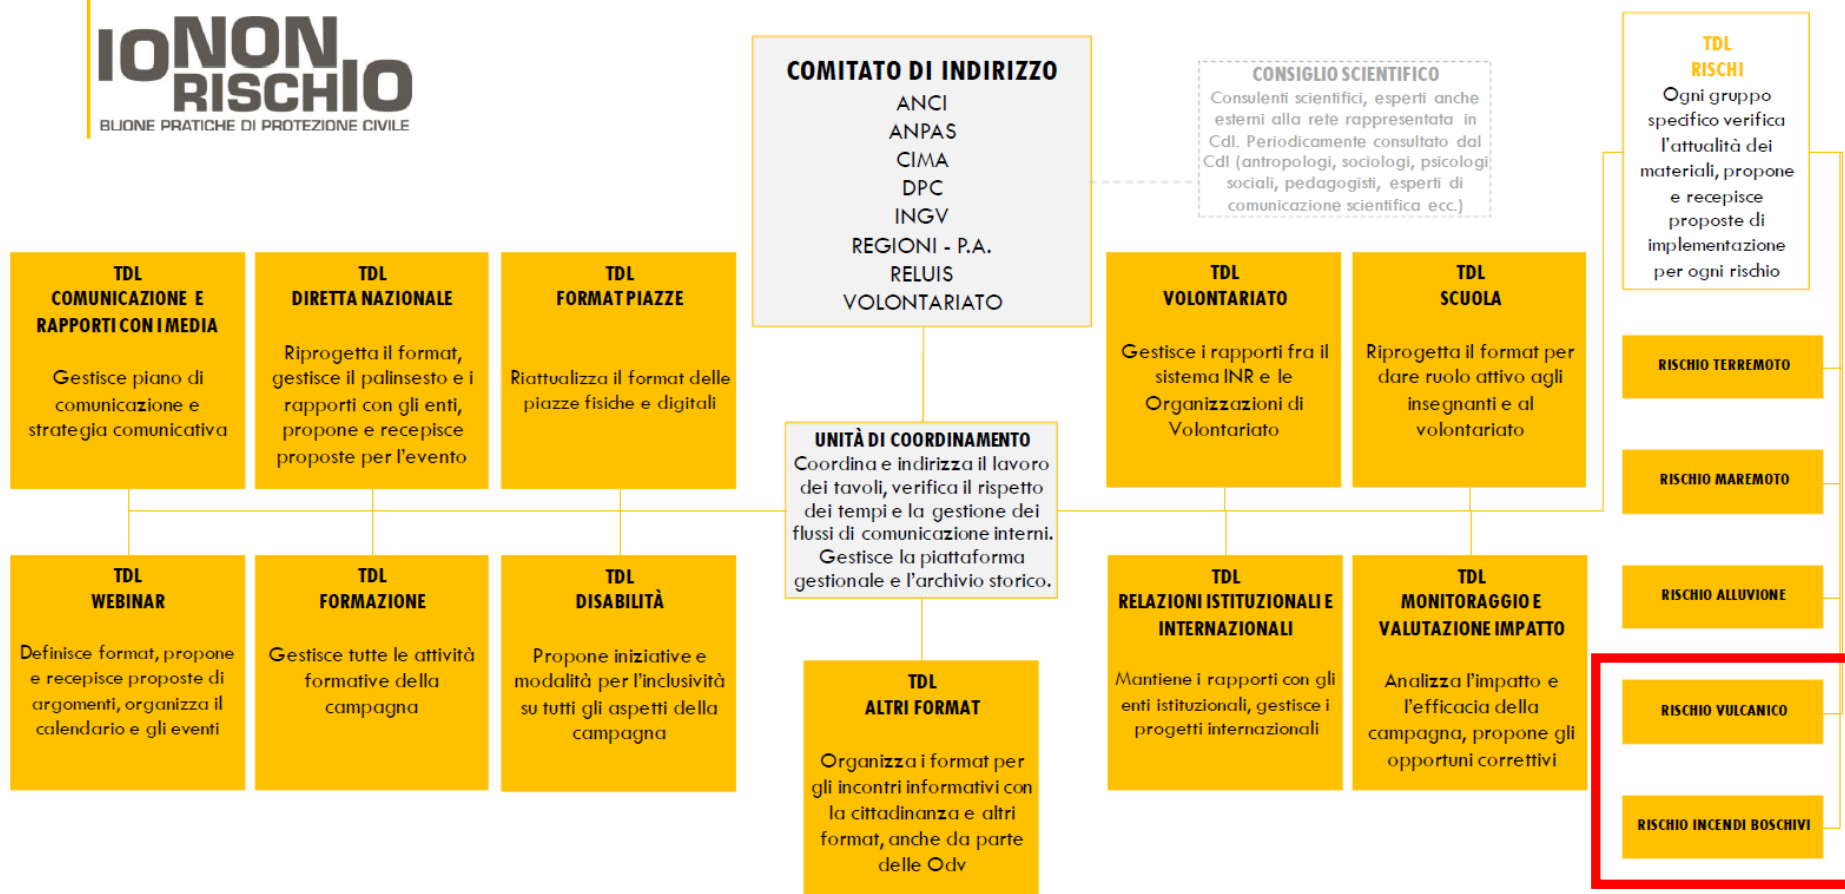 IO NON
RISCHIO
BUONE PRATICHE DI PROTEZIONE CIVILE
COMITATO DI INDIRIZZO
ANCI
ANPAS
CIMA
DPC
INGV
REGIONI - P.A.
RELUIS
VOLONTARIATO
CONSIGLIO SCIENTIFICO
Consulenti scientifici, esperti anche
esterni alla rete rappresentata in
CdI. Periodicamente consultato dal
CdI (antropologi, sociologi, psicologi
sociali, pedagogisti, esperti di
comunicazione scientifica ecc.)
TDL
RISCHI
Ogni gruppo
specifico verifica
l'attualità dei
materiali, propone
e recepisce
proposte di
implementazione
per ogni rischio
TDL
COMUNICAZIONE E
RAPPORTI CON I MEDIA
Gestisce piano di
comunicazione e
strategia comunicativa
TDL
DIRETTA NAZIONALE
Riprogetta il format,
gestisce il palinsesto e i
rapporti con gli enti,
propone e recepisce
proposte per l'evento
TDL
FORMAT PIAZZE
Riattualizza il format delle
piazze fisiche e digitali
TDL
VOLONTARIATO
Gestisce i rapporti fra il
sistema INR e le
Organizzazioni di
Volontariato
TDL
SCUOLA
Riprogetta il format per
dare ruolo attivo agli
insegnanti e al
volontariato
UNITÀ DI COORDINAMENTO
Coordina e indirizza il lavoro
dei tavoli, verifica il rispetto
dei tempi e la gestione dei
flussi di comunicazione interni.
Gestisce la piattaforma
gestionale e l'archivio storico.
TDL
WEBINAR
Definisce format, propone
e recepisce proposte di
argomenti, organizza il
calendario e gli eventi
TDL
FORMAZIONE
Gestisce tutte le attività
formative della
campagna
TDL
DISABILITÀ
Propone iniziative e
modalità per l'inclusività
su tutti gli aspetti della
campagna
TDL
ALTRI FORMAT
Organizza i format per
gli incontri informativi con
la cittadinanza e altri
format, anche da parte
delle Odv
TDL
RELAZIONI ISTITUZIONALI E
INTERNAZIONALI
Mantiene i rapporti con gli
enti istituzionali, gestisce i
progetti internazionali
TDL
MONITORAGGIO E
VALUTAZIONE IMPATTO
Analizza l'impatto e
l'efficacia della
campagna, propone gli
opportuni correttivi
RISCHIO TERREMOTO
RISCHIO MAREMOTO
RISCHIO ALLUVIONE
RISCHIO VULCANICO
RISCHIO INCENDI BOSCHIVI